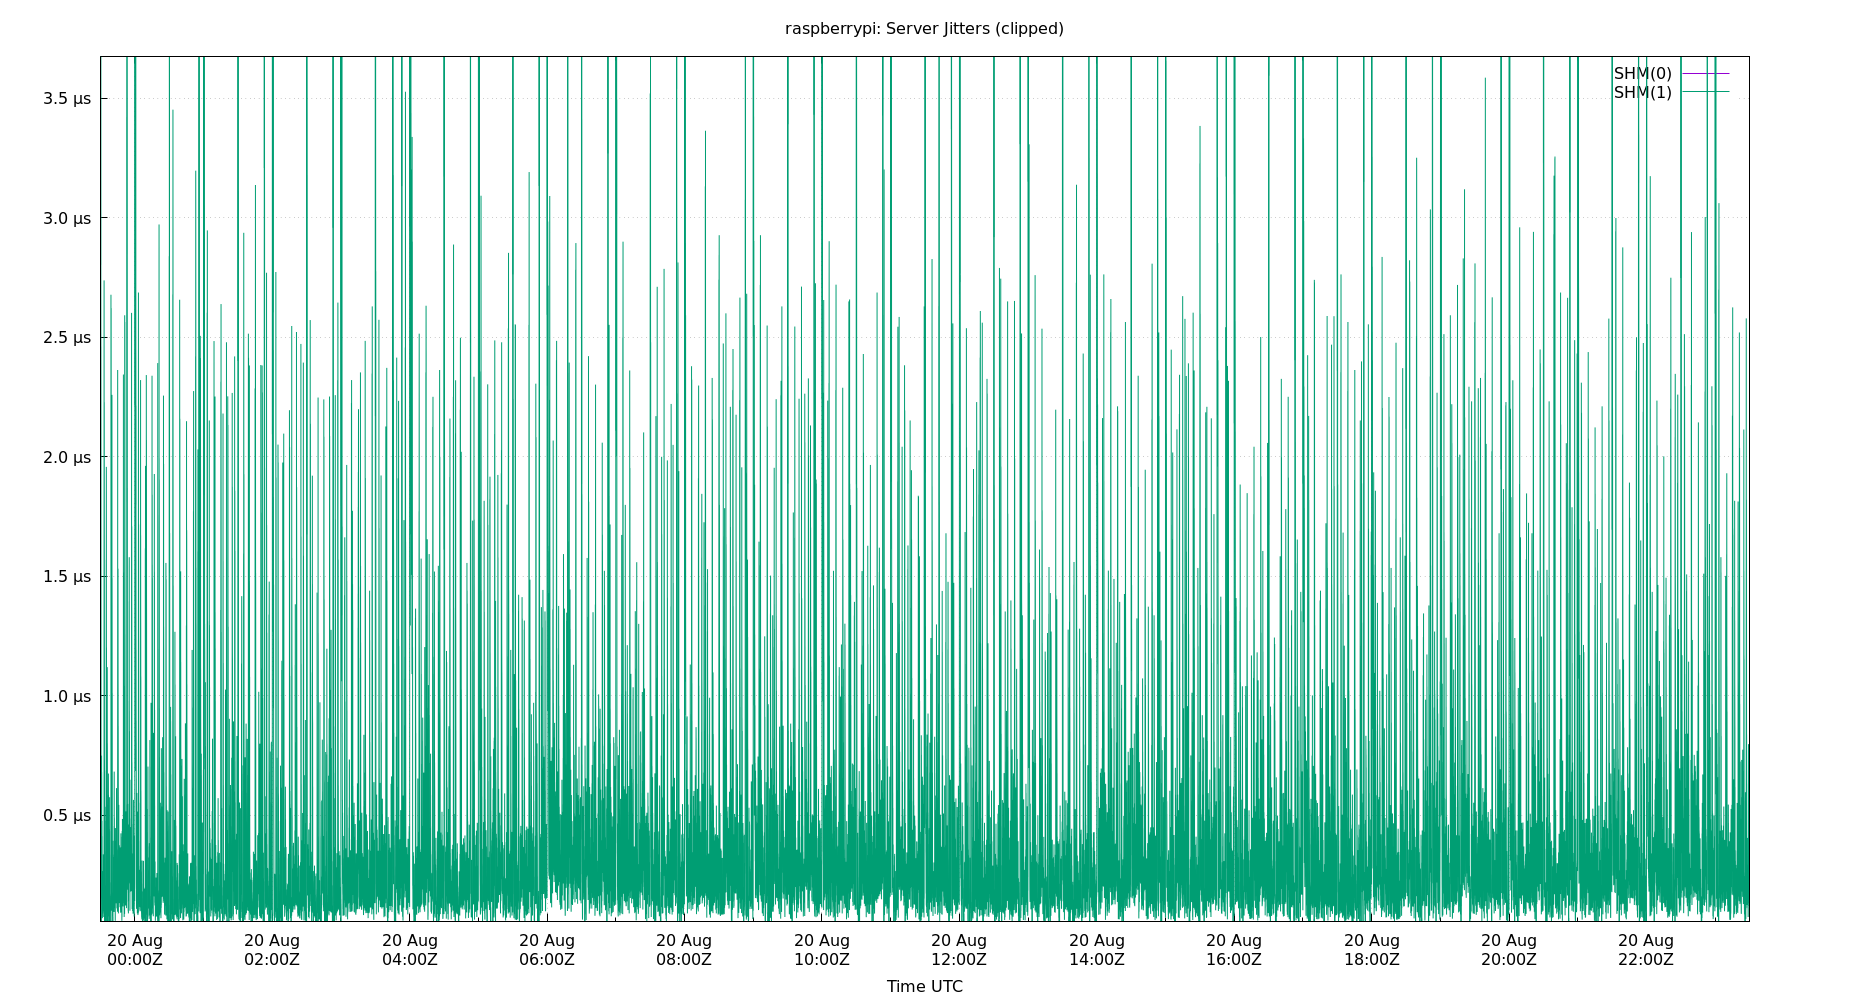 raspberrypi: Server Jitters (clipped)
SHM(0)
SHM(1)
3.5 µs
3.0 µs
2.5 µs
2.0 µs
1.5 µs
1.0 µs
0.5 µs
20 Aug 20 Aug 20 Aug 20 Aug 20 Aug 20 Aug 20 Aug 20 Aug 20 Aug 20 Aug 20 Aug 20 Aug
00:00Z 02:00Z 04:00Z 06:00Z 08:00Z 10:00Z 12:00Z 14:00Z 16:00Z 18:00Z 20:00Z 22:00Z
Time UTC